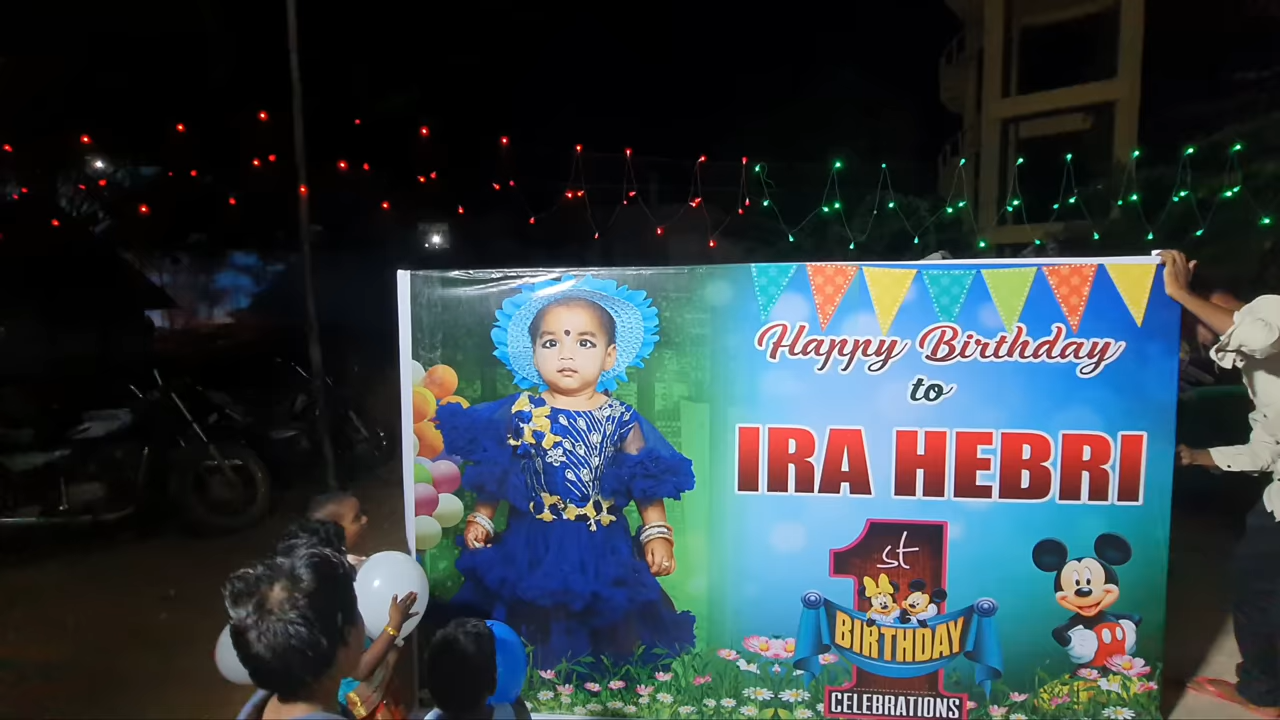 Happy Birthday
to
IRA HEBRI
1st
BIRTHDAY
CELEBRATIONS